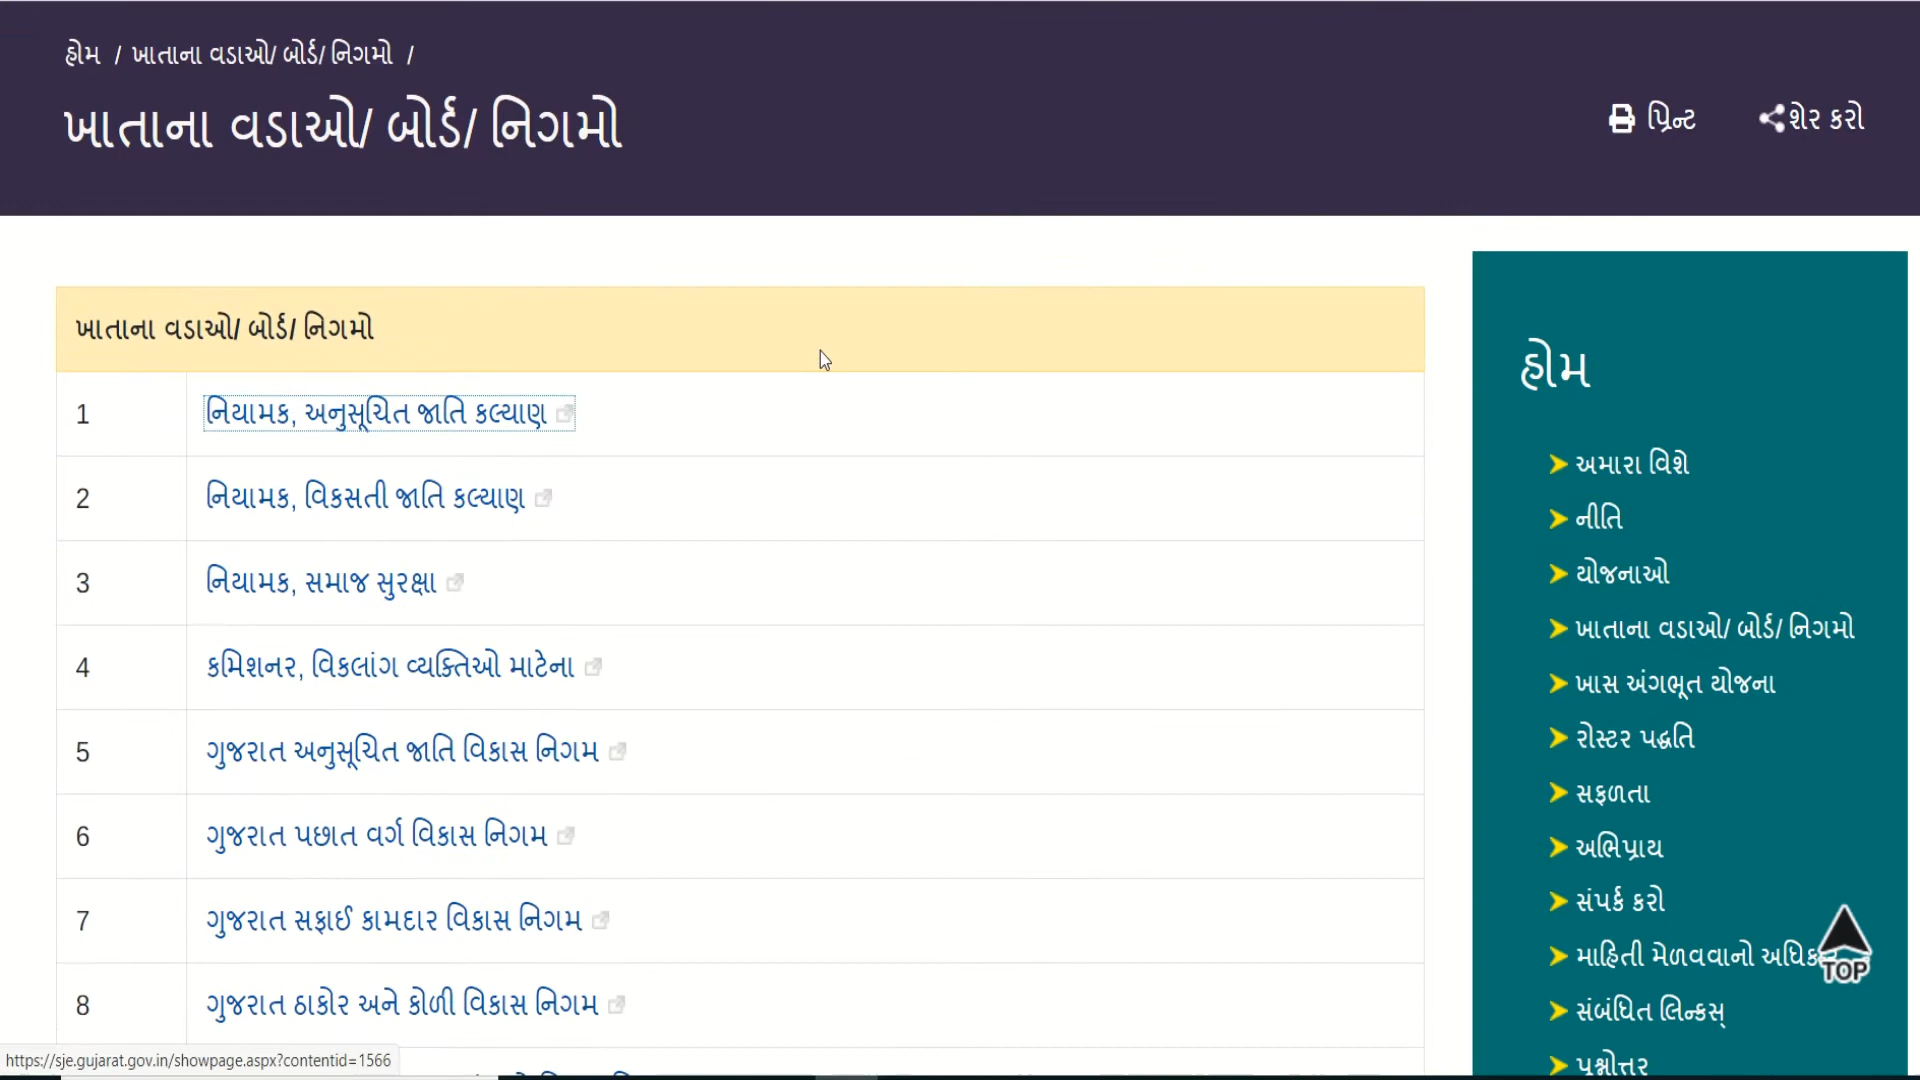 હોમ / ખાતાના વડાઓ/ બોર્ડ/ નિગમો /
ખાતાના વડાઓ/ બોર્ડ/ નિગમો
પ્રિન્ટ
શેર કરો
ખાતાના વડાઓ/ બોર્ડ/ નિગમો
1 નિયામક, અનુસૂચિત જાતિ કલ્યાણ
2 નિયામક, વિકસતી જાતિ કલ્યાણ
3 નિયામક, સમાજ સુરક્ષા
4 કમિશનર, વિકલાંગ વ્યક્તિઓ માટેના
5 ગુજરાત અનુસૂચિત જાતિ વિકાસ નિગમ
6 ગુજરાત પછાત વર્ગ વિકાસ નિગમ
7 ગુજરાત સફાઈ કામદાર વિકાસ નિગમ
8 ગુજરાત ઠાકોર અને કોળી વિકાસ નિગમ
હોમ
અમારા વિશે
નીતિ
યોજનાઓ
ખાતાના વડાઓ/ બોર્ડ/ નિગમો
ખાસ અંગભૂત યોજના
રોસ્ટર પદ્ધતિ
સફળતા
અભિપ્રાય
સંપર્ક કરો
માહિતી મેળવવાનો
TOP
સંબંધિત લિન્કસ્
પ્રશ્નોત્તર
https://sje.gujarat.gov.in/showpage.aspx?contentid=1566